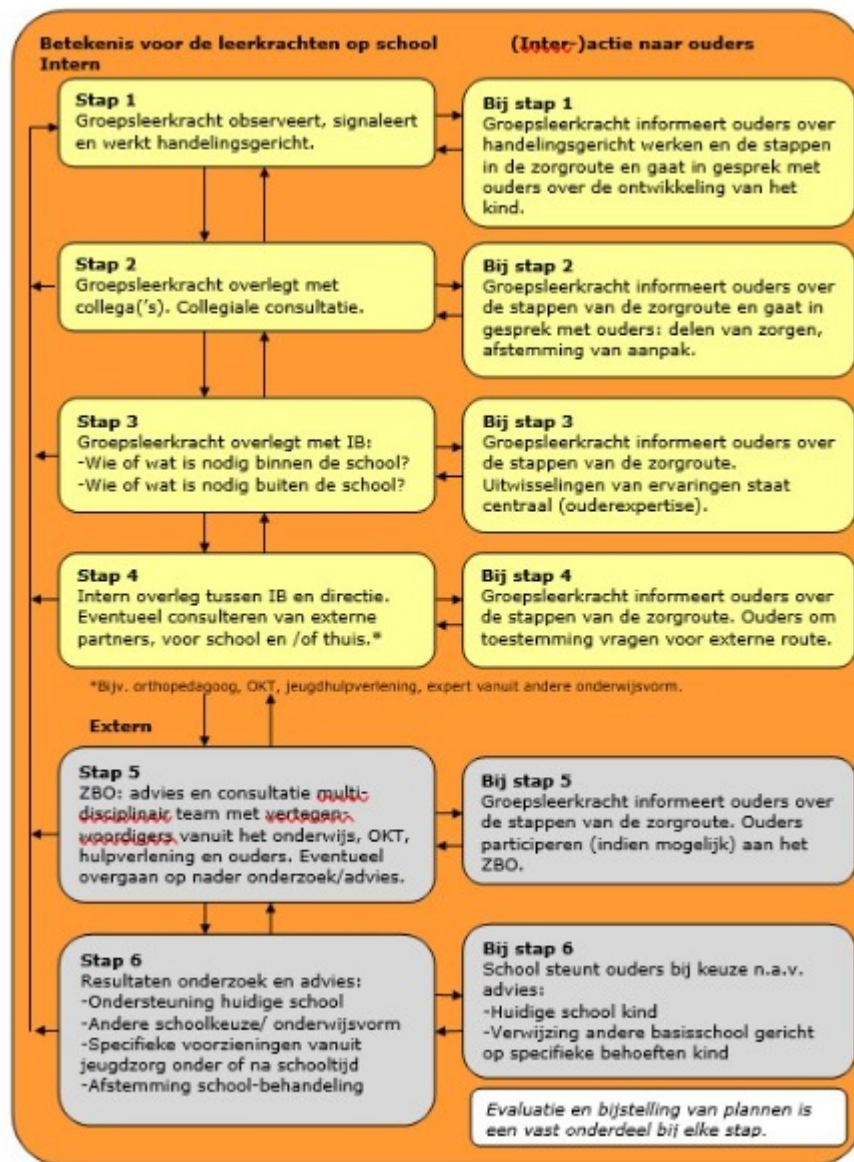 Betekenis voor de leerkrachten op school
Intern
(Inter-)actie naar ouders
Stap 1
Groepsleerkracht observeert, signaleert
en werkt handelingsgericht.
Bij stap 1
Groepsleerkracht informeert ouders over
handelingsgericht werken en de stappen
in de zorgroute en gaat in gesprek met
ouders over de ontwikkeling van het
kind.
Stap 2
Groepsleerkracht overlegt met
collega('s). Collegiale consultatie.
Bij stap 2
Groepsleerkracht informeert ouders over
de stappen van de zorgroute en gaat in
gesprek met ouders: delen van zorgen,
afstemming van aanpak.
Stap 3
Groepsleerkracht overlegt met IB:
-Wie of wat is nodig binnen de school?
-Wie of wat is nodig buiten de school?
Bij stap 3
Groepsleerkracht informeert ouders over
de stappen van de zorgroute.
Uitwisselingen van ervaringen staat
centraal (ouderexpertise).
Stap 4
Intern overleg tussen IB en directie.
Eventueel consulteren van externe
partners, voor school en /of thuis.*
Bij stap 4
Groepsleerkracht informeert ouders over
de stappen van de zorgroute. Ouders om
toestemming vragen voor externe route.
*Bijv. orthopedagoog, OKT, jeugdhulpverlening, expert vanuit andere onderwijsvorm.
Extern
Stap 5
ZBO: advies en consultatie multi-
disciplinair team met vertegen-
woordigers vanuit het onderwijs, OKT,
hulpverlening en ouders. Eventueel
overgaan op nader onderzoek/advies.
Bij stap 5
Groepsleerkracht informeert ouders over
de stappen van de zorgroute. Ouders
participeren (indien mogelijk) aan het
ZBO.
Stap 6
Resultaten onderzoek en advies:
-Ondersteuning huidige school
-Andere schoolkeuze/ onderwijsvorm
-Specifieke voorzieningen vanuit
jeugdzorg onder of na schooltijd
-Afstemming school-behandeling
Bij stap 6
School steunt ouders bij keuze n.a.v.
advies:
-Huidige school kind
-Verwijzing andere basisschool gericht
op specifieke behoeften kind
Evaluatie en bijstelling van plannen is
een vast onderdeel bij elke stap.